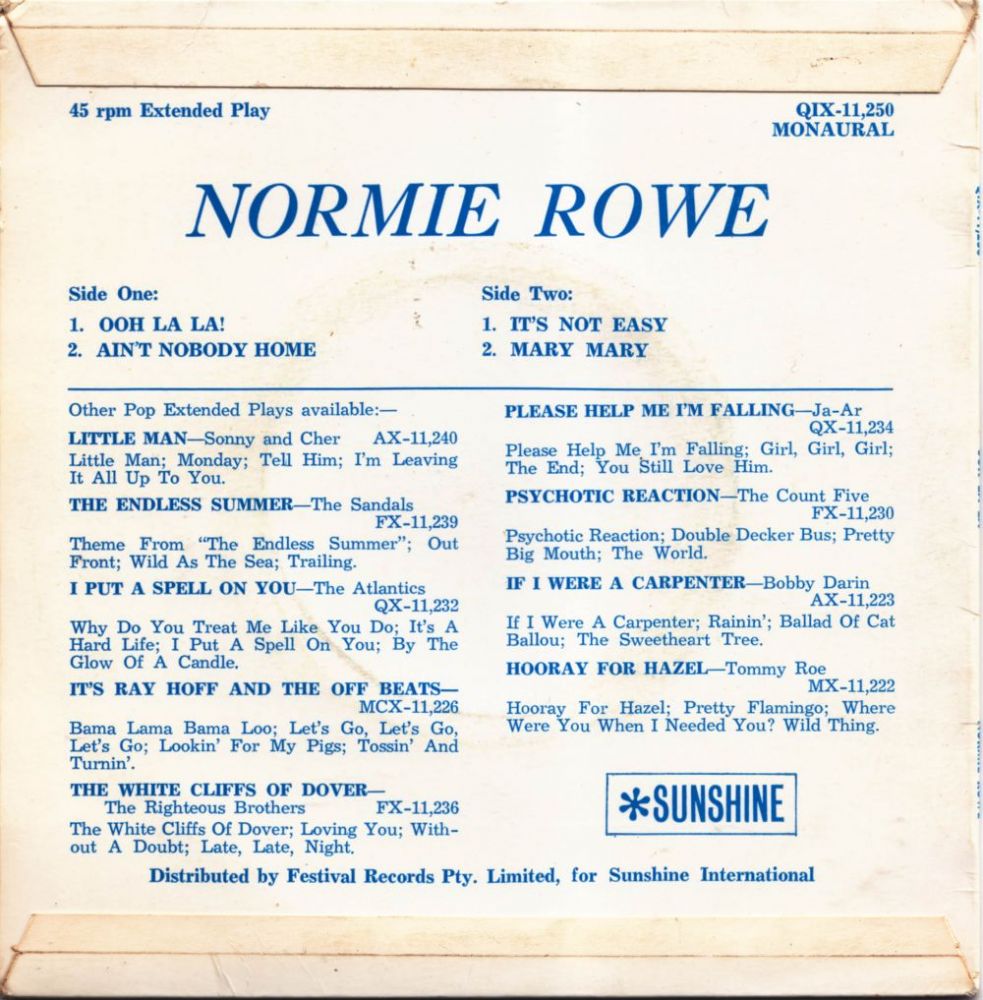 45 rpm Extended Play
QIX-11,250
MONAURAL
NORMIE ROWE
Side One:
1. OOH LA LA!
2. AIN'T NOBODY HOME
Side Two:
1. IT'S NOT EASY
2. MARY MARY
Other Pop Extended Plays available:—
LITTLE MAN—Sonny and Cher AX-11,240
Little Man; Monday; Tell Him; I'm Leaving
It All Up To You.
THE ENDLESS SUMMER—The Sandals
FX-11,239
Theme From "The Endless Summer"; Out
Front; Wild As The Sea; Trailing.
I PUT A SPELL ON YOU—The Atlantics
QX-11,232
Why Do You Treat Me Like You Do; It's A
Hard Life; I Put A Spell On You; By The
Glow Of A Candle.
IT'S RAY HOFF AND THE OFF BEATS—
MCX-11,226
Bama Lama Bama Loo; Let's Go, Let's Go,
Let's Go; Lookin' For My Pigs; Tossin' And
Turnin'.
THE WHITE CLIFFS OF DOVER—
The Righteous Brothers FX-11,236
The White Cliffs Of Dover; Loving You; With-
out A Doubt; Late, Late, Night.
PLEASE HELP ME I'M FALLING—Ja-Ar
QX-11,234
Please Help Me I'm Falling; Girl, Girl, Girl;
The End; You Still Love Him.
PSYCHOTIC REACTION—The Count Five
FX-11,230
Psychotic Reaction; Double Decker Bus; Pretty
Big Mouth; The World.
IF I WERE A CARPENTER—Bobby Darin
AX-11,223
If I Were A Carpenter; Rainin'; Ballad Of Cat
Ballou; The Sweetheart Tree.
HOORAY FOR HAZEL—Tommy Roe
MX-11,222
Hooray For Hazel; Pretty Flamingo; Where
Were You When I Needed You? Wild Thing.
*SUNSHINE
Distributed by Festival Records Pty. Limited, for Sunshine International